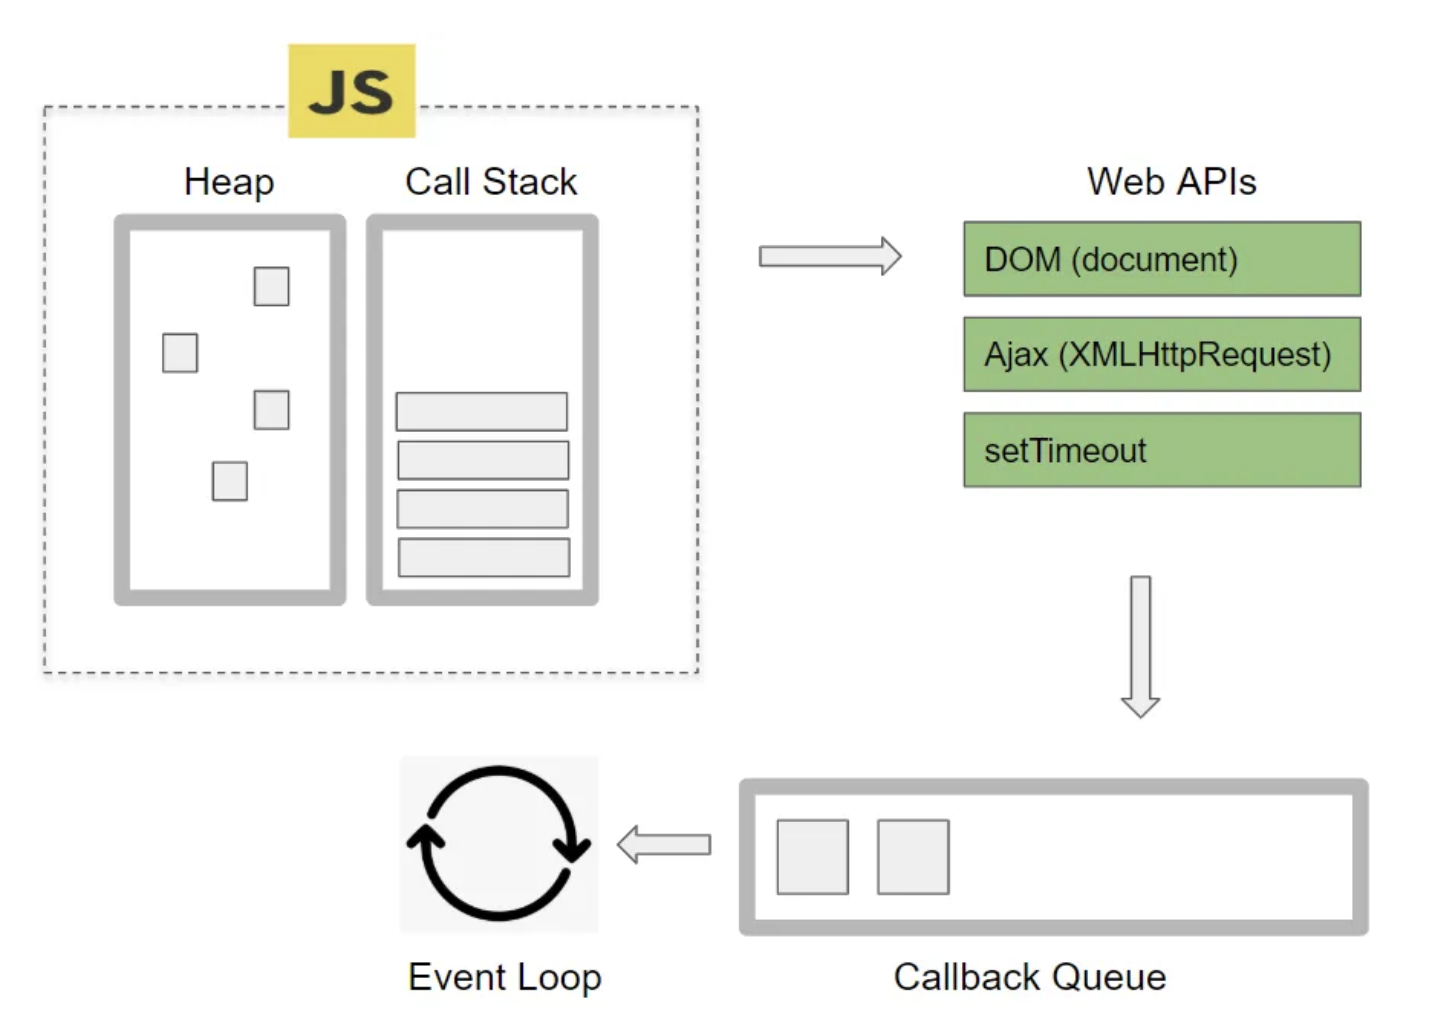 JS
Heap
Call Stack
Web APIs
DOM (document)
Ajax (XMLHttpRequest)
setTimeout
Event Loop
Callback Queue